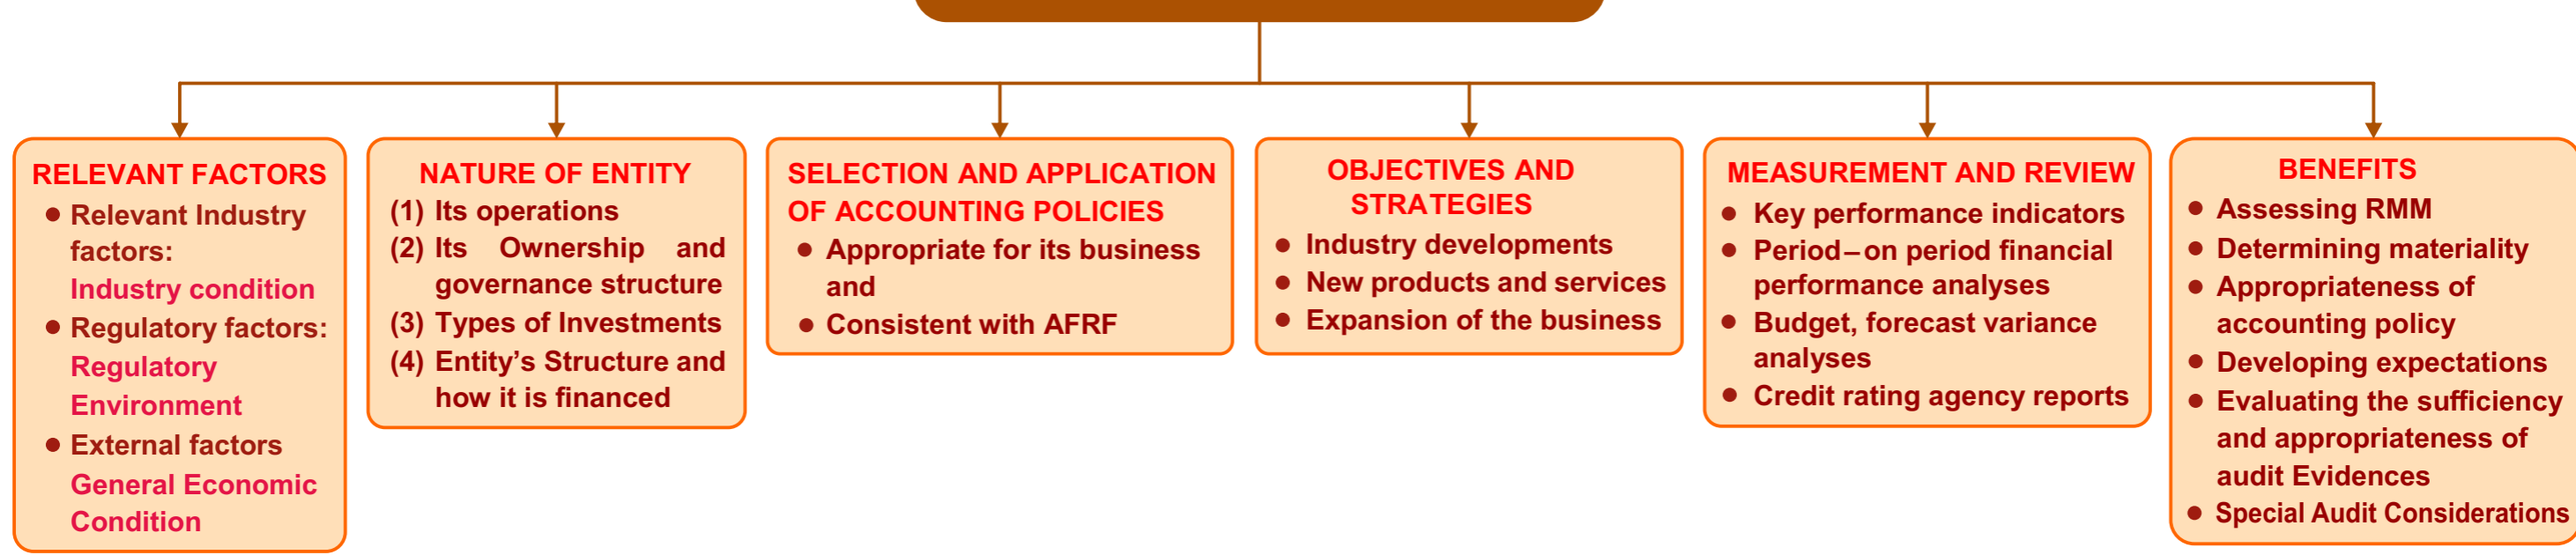 RELEVANT FACTORS
● Relevant Industry
factors:
Industry condition
● Regulatory factors:
Regulatory
Environment
● External factors
General Economic
Condition
NATURE OF ENTITY
(1) Its operations
(2) Its Ownership and
governance structure
(3) Types of Investments
(4) Entity’s Structure and
how it is financed
SELECTION AND APPLICATION
OF ACCOUNTING POLICIES
● Appropriate for its business
and
● Consistent with AFRF
OBJECTIVES AND
STRATEGIES
● Industry developments
● New products and services
● Expansion of the business
MEASUREMENT AND REVIEW
● Key performance indicators
● Period–on period financial
performance analyses
● Budget, forecast variance
analyses
● Credit rating agency reports
BENEFITS
● Assessing RMM
● Determining materiality
● Appropriateness of
accounting policy
● Developing expectations
● Evaluating the sufficiency
and appropriateness of
audit Evidences
● Special Audit Considerations